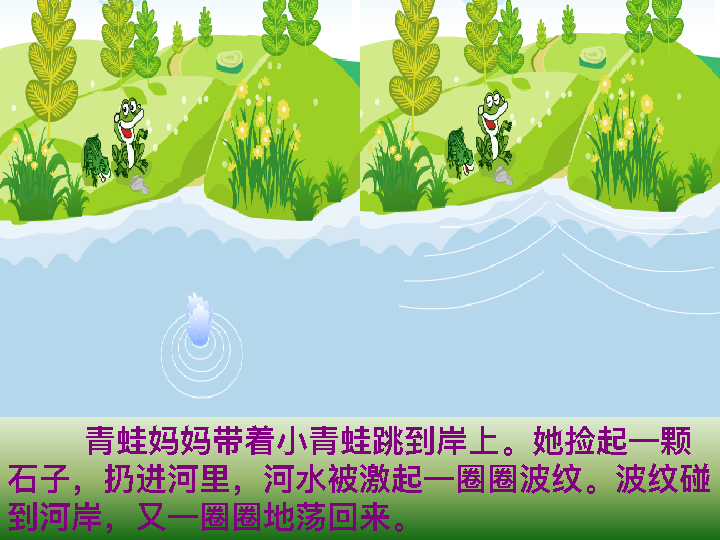 青蛙妈妈带着小青蛙跳到岸上。她捡起一颗
石子，扔进河里，河水被激起一圈圈波纹。波纹碰
到河岸，又一圈圈地荡回来。